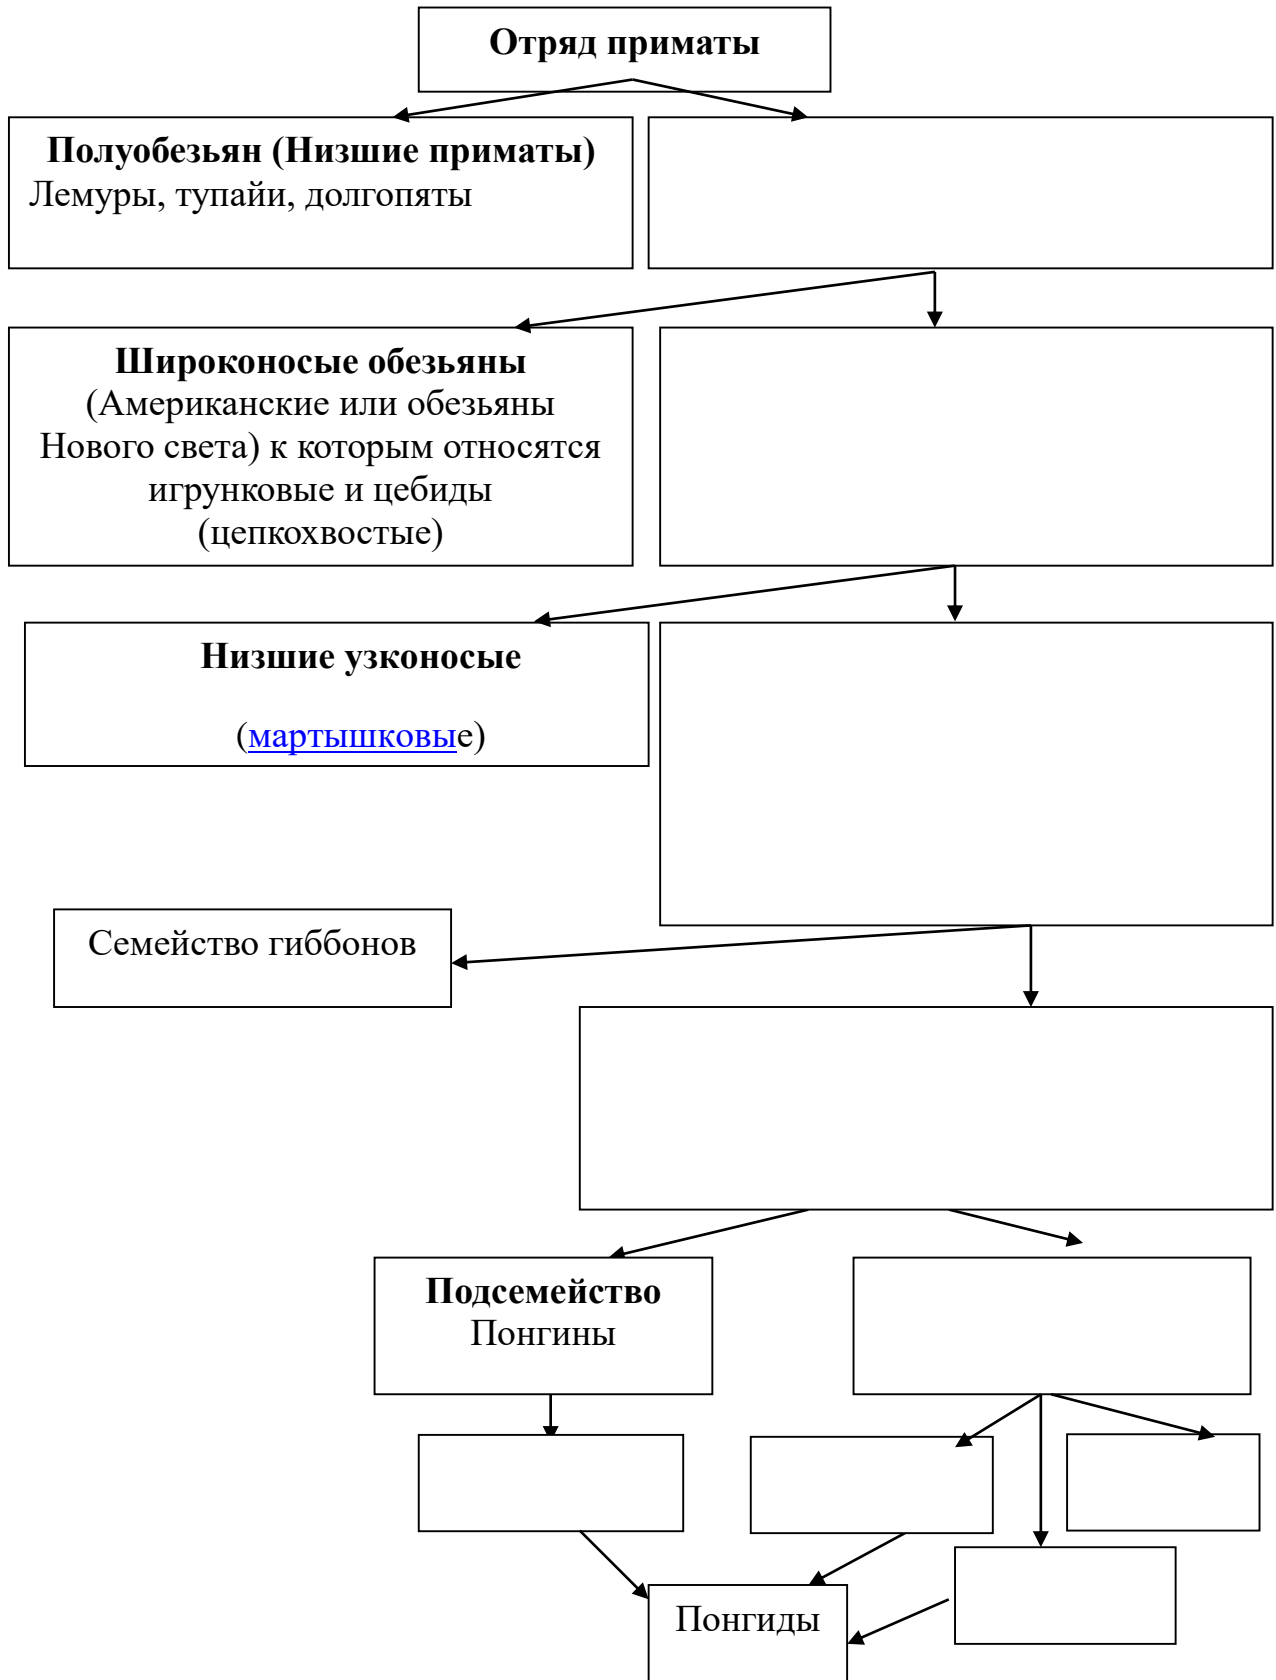 Отряд приматы
Полуобезьян (Низшие приматы)
Лемуры, тупайи, долгопяты
Широконосые обезьяны
(Американские или обезьяны
Нового света) к которым относятся
игрунковые и цебиды
(цепкохвостые)
Низшие узконосые
(мартышковые)
Семейство гиббонов
Подсемейство
Понгины
Понгиды